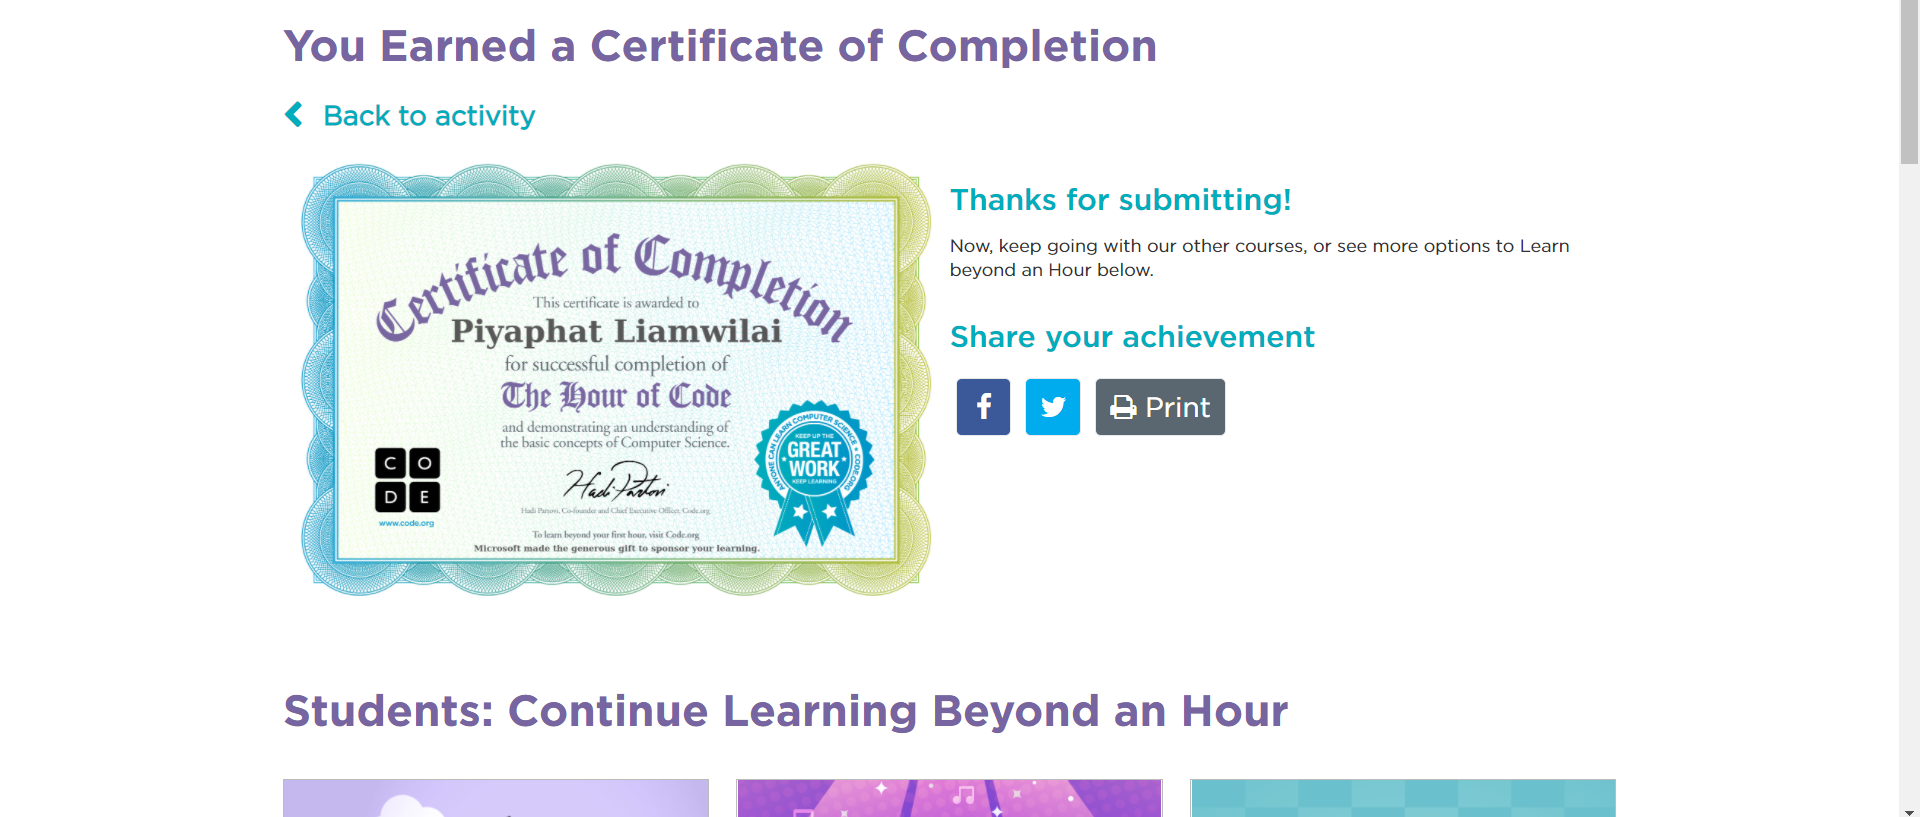 You Earned a Certificate of Completion
Back to activity
Certificate of Completion
This certificate is awarded to
Piyaphat Liamwilai
for successful completion of
The Hour of Code
and demonstrating an understanding of
the basic concepts of Computer Science.
Hadi Partovi
Hadi Partovi, Co-founder and Chief Executive Officer, Code.org
To learn beyond your first hour, visit Code.org
Microsoft made the generous gift to sponsor your learning.
C O
D E
www.code.org
ANYONE CAN LEARN COMPUTER SCIENCE • CODE.ORG
KEEP UP THE
GREAT
WORK
KEEP LEARNING
Thanks for submitting!
Now, keep going with our other courses, or see more options to Learn
beyond an Hour below.
Share your achievement
Print
Students: Continue Learning Beyond an Hour